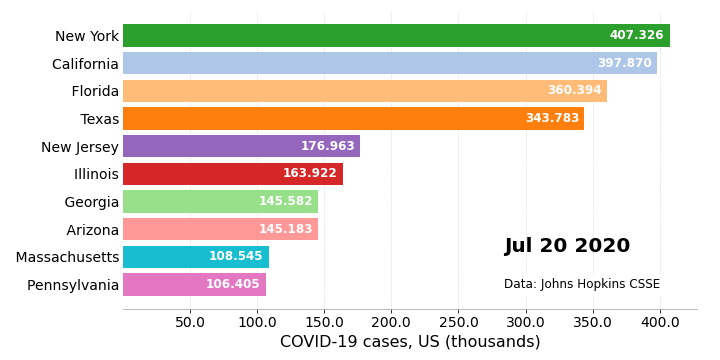 New York 407.326
California 397.870
Florida 360.394
Texas 343.783
New Jersey 176.963
Illinois 163.922
Georgia 145.582
Arizona 145.183
Massachusetts 108.545
Pennsylvania 106.405
Jul 20 2020
Data: Johns Hopkins CSSE
50.0 100.0 150.0 200.0 250.0 300.0 350.0 400.0
COVID-19 cases, US (thousands)